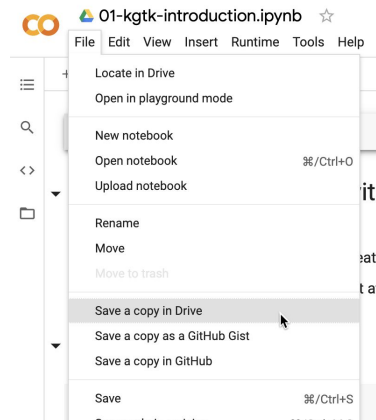 01-kgtk-introduction.ipynb
File Edit View Insert Runtime Tools Help
Locate in Drive
Open in playground mode
New notebook
Open notebook ⌘/Ctrl+O
Upload notebook
Rename
Move
Move to trash
Save a copy in Drive
Save a copy as a GitHub Gist
Save a copy in GitHub
Save ⌘/Ctrl+S